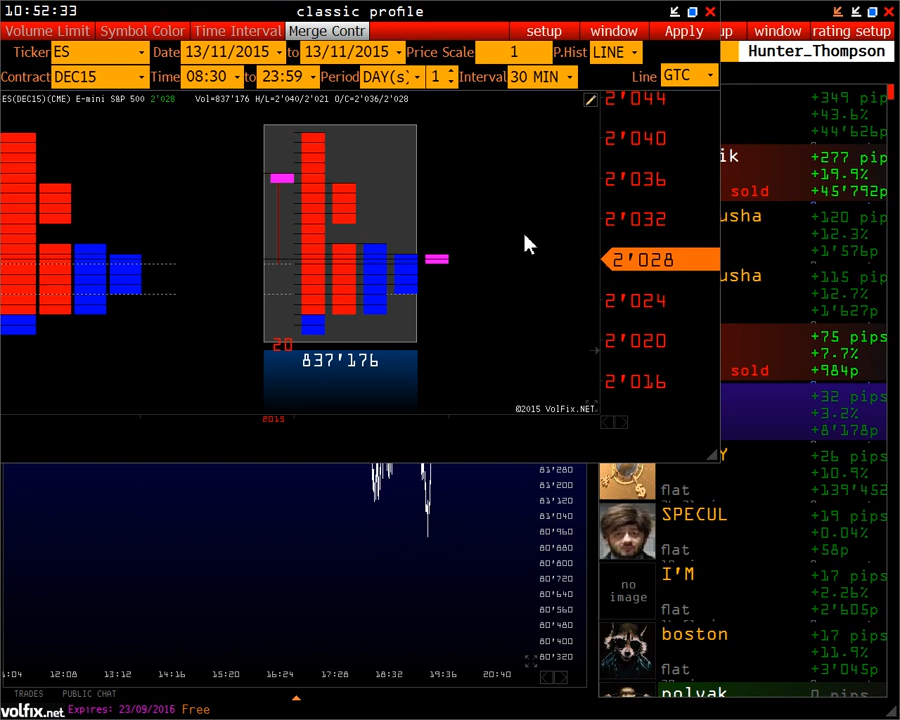 10:52:33 classic profile
Volume Limit Symbol Color Time Interval Merge Contr setup window Apply
up window rating setup
Ticker ES Date 13/11/2015 to 13/11/2015 Price Scale 1 P.Hist LINE
Hunter_Thompson
Contract DEC15 Time 08:30 to 23:59 Period DAY(s) 1 Interval 30 MIN Line GTC
ES(DEC15)(CME) E-mini S&P 500 2'028 Vol=837'176 H/L=2'040/2'021 O/C=2'036/2'028
2'044
2'040
2'036
2'032
2'028
2'024
2'020
2'016
20
837'176
©2015 VolFix.NET
2015
+349 pip
+43.6%
+44'626p
ik +277 pip
+19.9%
sold +45'792p
usha +120 pip
+12.3%
+1'576p
usha +115 pip
+12.7%
+1'627p
+75 pips
+7.7%
sold +984p
+32 pips
+3.2%
+8'178p
Y +26 pips
+10.9%
flat +139'452
SPECUL +19 pips
+0.04%
flat +58p
no image
I'M +17 pips
+2.26%
flat +2'605p
boston +17 pips
+11.9%
flat +3'045p
polvak 0 pips
81'280
81'200
81'120
81'040
80'960
80'880
80'800
80'720
80'640
80'560
80'480
80'400
80'320
1:04 12:08 13:12 14:16 15:20 16:24 17:28 18:32 19:36 20:40
TRADES PUBLIC CHAT
volfix.net Expires: 23/09/2016 Free